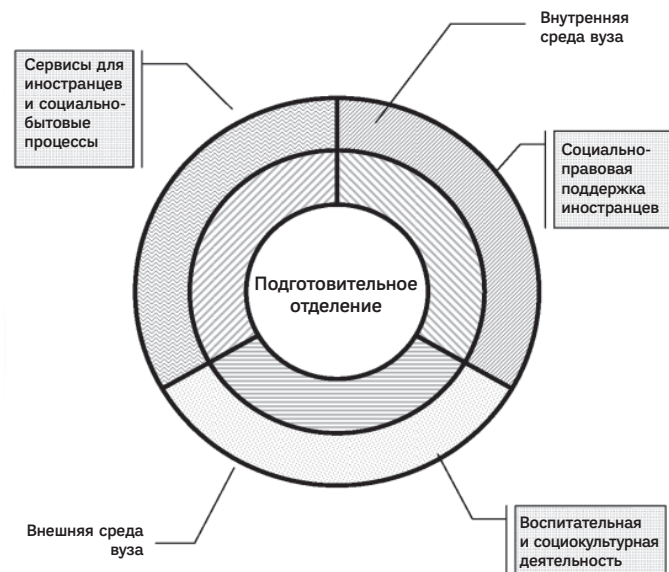 Внутренняя
среда вуза
Сервисы для
иностранцев
и социально-
бытовые
процессы
Социально-
правовая
поддержка
иностранцев
Подготовительное
отделение
Внешняя среда
вуза
Воспитательная
и социокультурная
деятельность